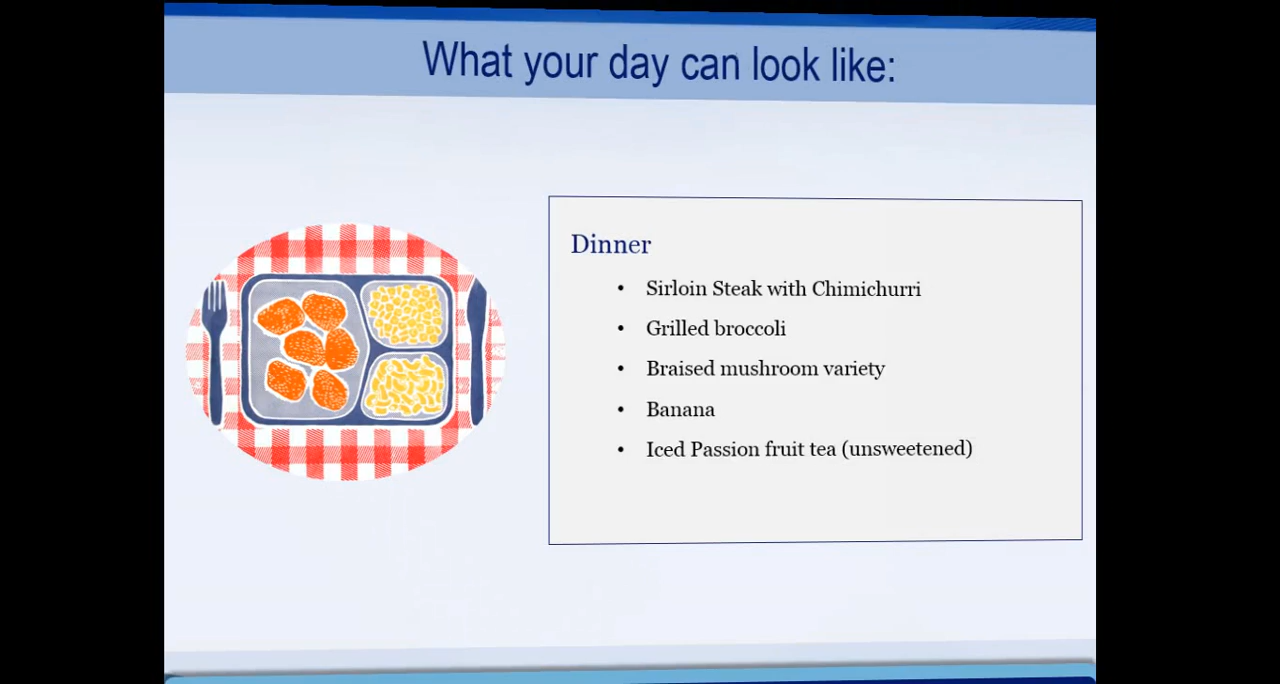 What your day can look like:
Dinner
• Sirloin Steak with Chimichurri
• Grilled broccoli
• Braised mushroom variety
• Banana
• Iced Passion fruit tea (unsweetened)